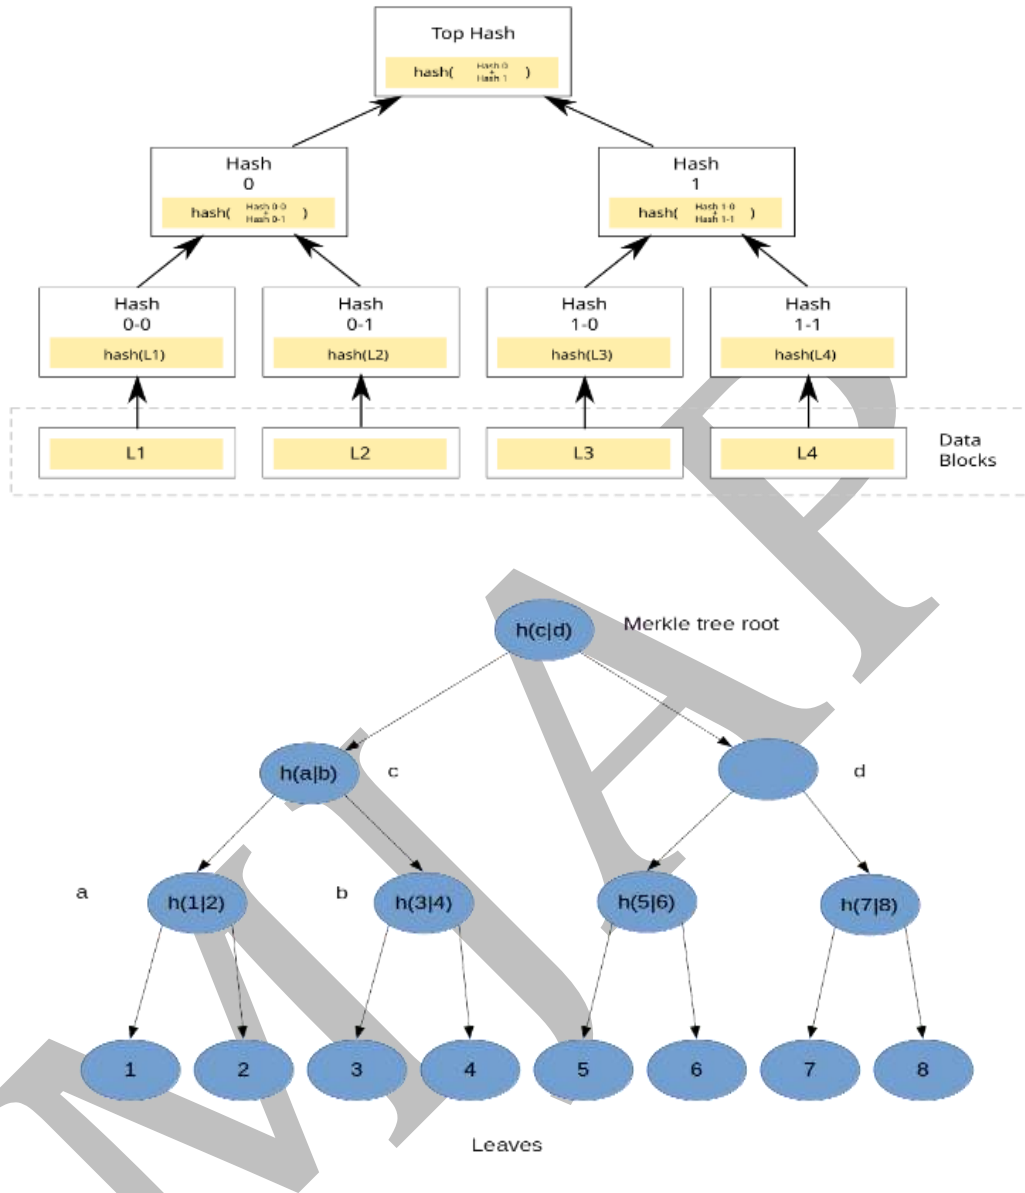 Top Hash
hash( Hash 0 + Hash 1 )
Hash
0
hash( Hash 0-0 + Hash 0-1 )
Hash
1
hash( Hash 1-0 + Hash 1-1 )
Hash
0-0
hash(L1)
Hash
0-1
hash(L2)
Hash
1-0
hash(L3)
Hash
1-1
hash(L4)
L1
L2
L3
L4
Data
Blocks
h(c|d)
Merkle tree root
h(a|b)
c
d
a
h(1|2)
b
h(3|4)
h(5|6)
h(7|8)
1
2
3
4
5
6
7
8
Leaves